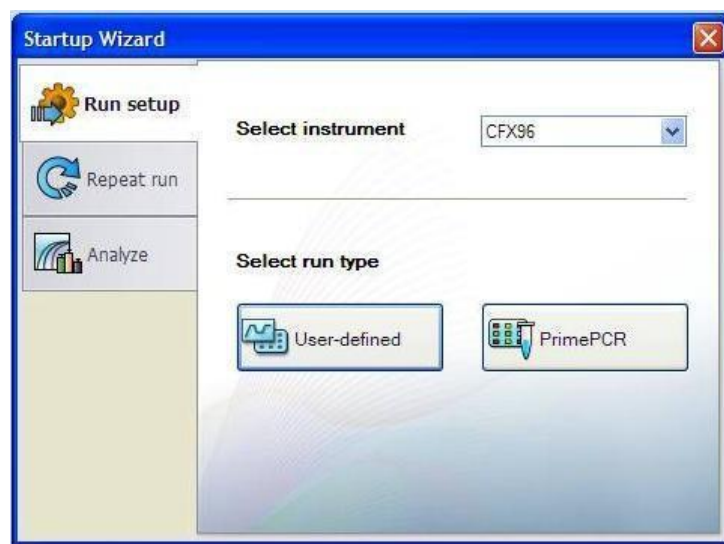 Startup Wizard
Run setup
Repeat run
Analyze
Select instrument
CFX96
Select run type
User-defined
PrimePCR